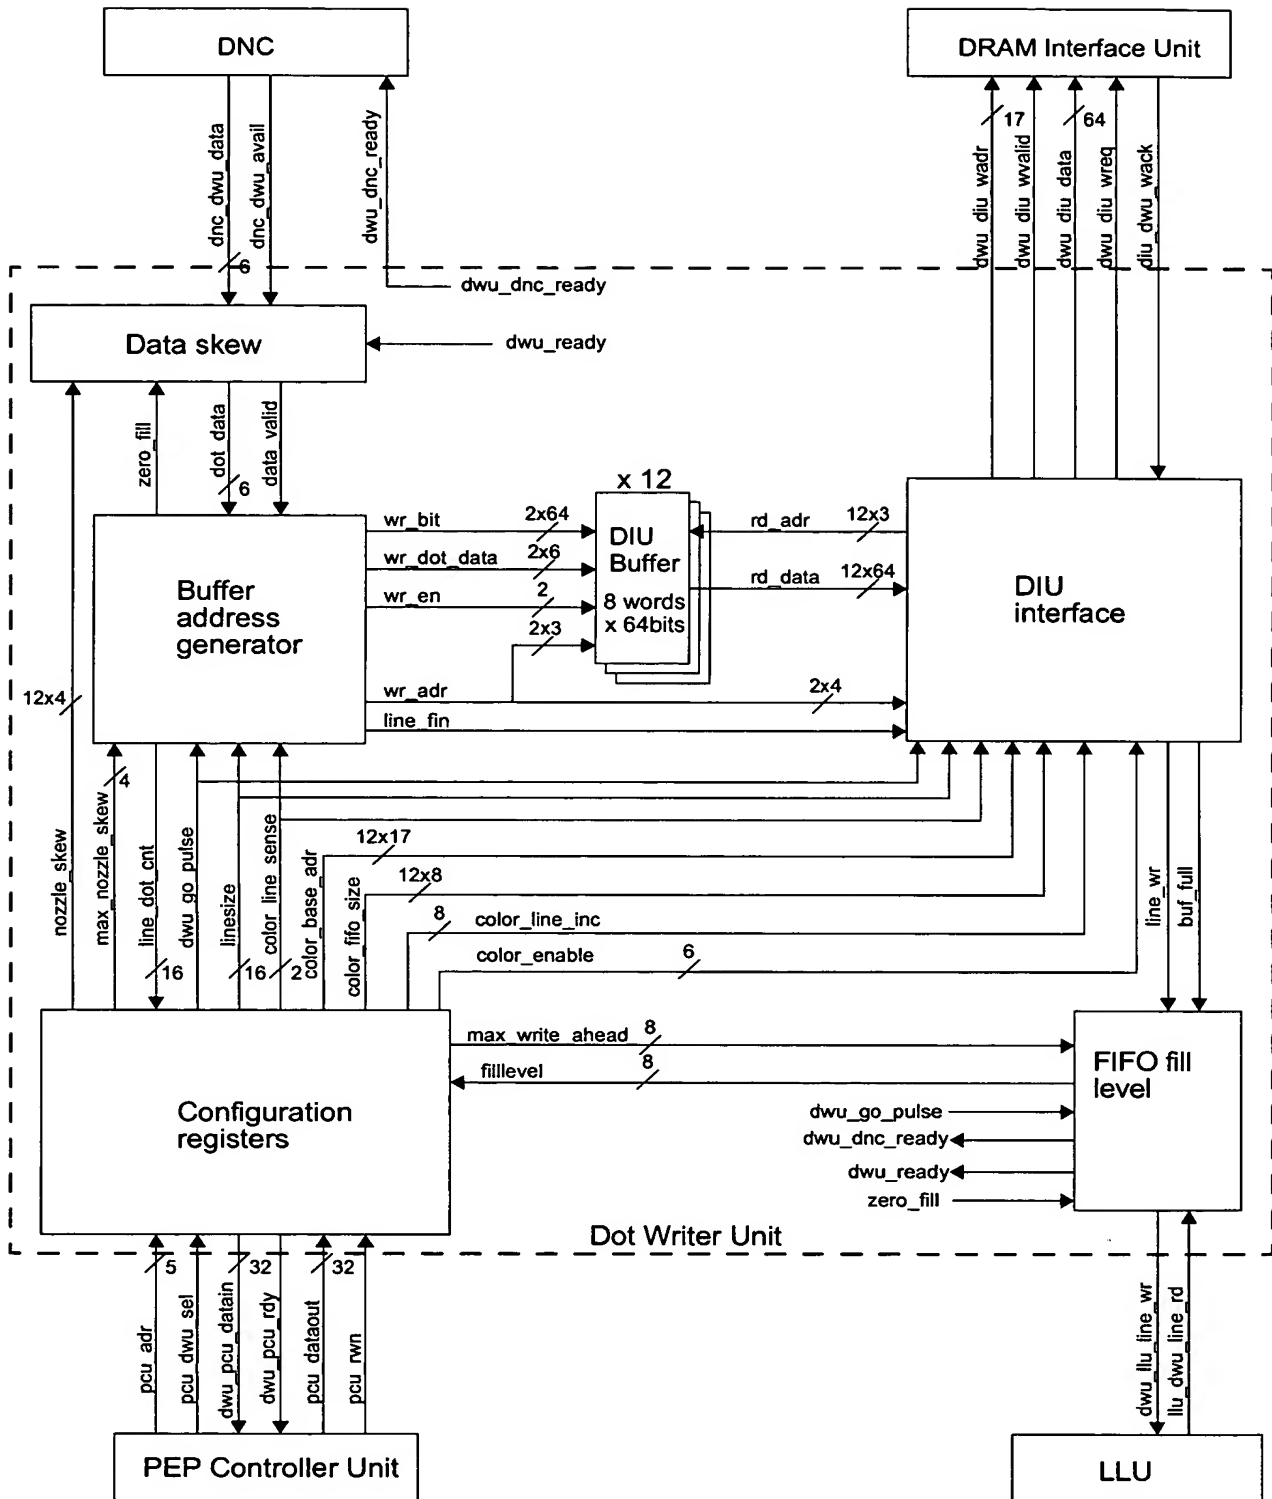 DNC
DRAM Interface Unit
dnc_dwu_data
dnc_dwu_avail
dwu_dnc_ready
6
dwu_diu_wadr
17
dwu_diu_wvalid
dwu_diu_data
64
dwu_diu_wreq
diu_dwu_wack
dwu_dnc_ready
Data skew
dwu_ready
zero_fill
dot_data
6
data_valid
x 12
Buffer
address
generator
wr_bit
2x64
wr_dot_data
2x6
wr_en
2
2x3
wr_adr
2x4
line_fin
DIU
Buffer
8 words
x 64bits
rd_adr
12x3
rd_data
12x64
DIU
interface
12x4
nozzle_skew
max_nozzle_skew
4
line_dot_cnt
16
dwu_go_pulse
linesize
16
color_line_sense
2
color_base_adr
12x17
color_fifo_size
12x8
8
color_line_inc
color_enable
6
line_wr
buf_full
Configuration
registers
max_write_ahead
8
filllevel
8
FIFO fill
level
dwu_go_pulse
dwu_dnc_ready
dwu_ready
zero_fill
Dot Writer Unit
pcu_adr
5
pcu_dwu_sel
dwu_pcu_datain
32
dwu_pcu_rdy
pcu_dataout
32
pcu_rwn
dwu_llu_line_wr
llu_dwu_line_rd
PEP Controller Unit
LLU